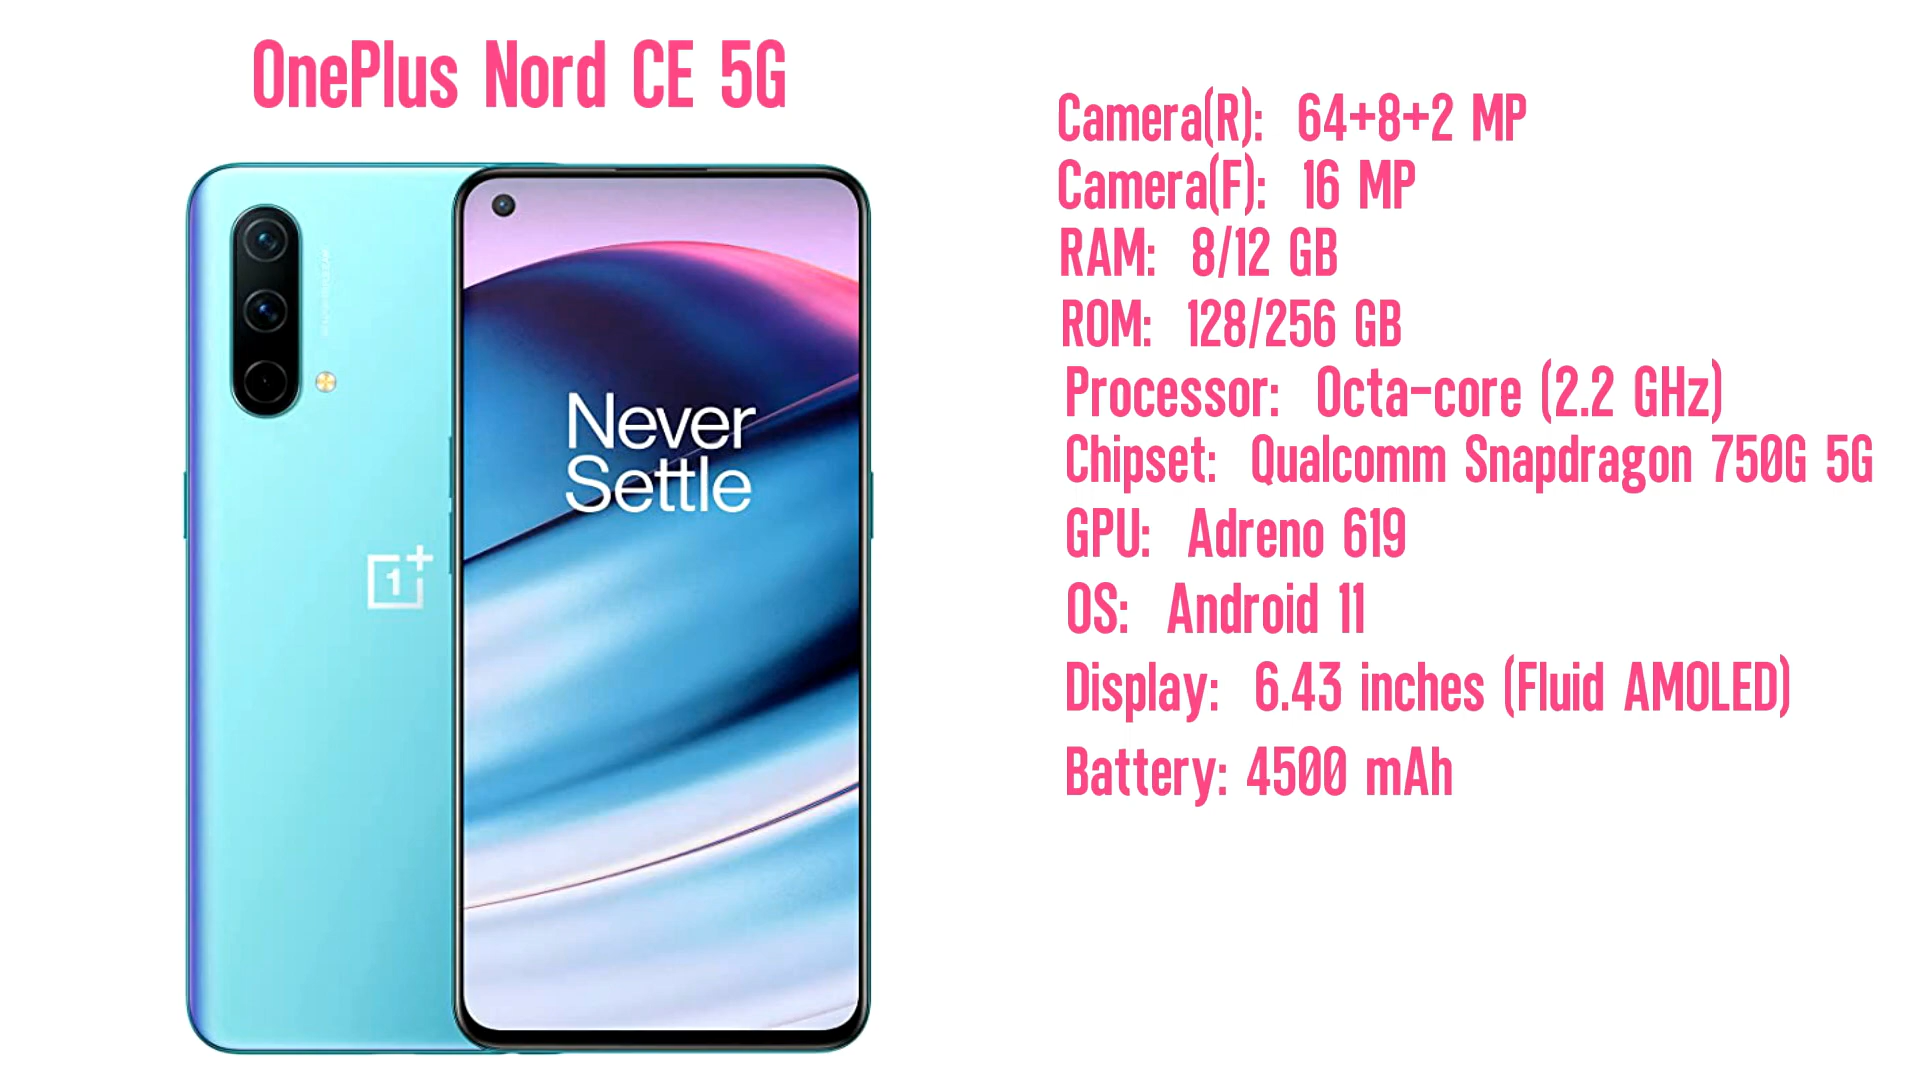 OnePlus Nord CE 5G
Camera(R): 64+8+2 MP
Camera(F): 16 MP
RAM: 8/12 GB
ROM: 128/256 GB
Processor: Octa-core (2.2 GHz)
Chipset: Qualcomm Snapdragon 750G 5G
GPU: Adreno 619
OS: Android 11
Display: 6.43 inches (Fluid AMOLED)
Battery: 4500 mAh
Never
Settle
1+